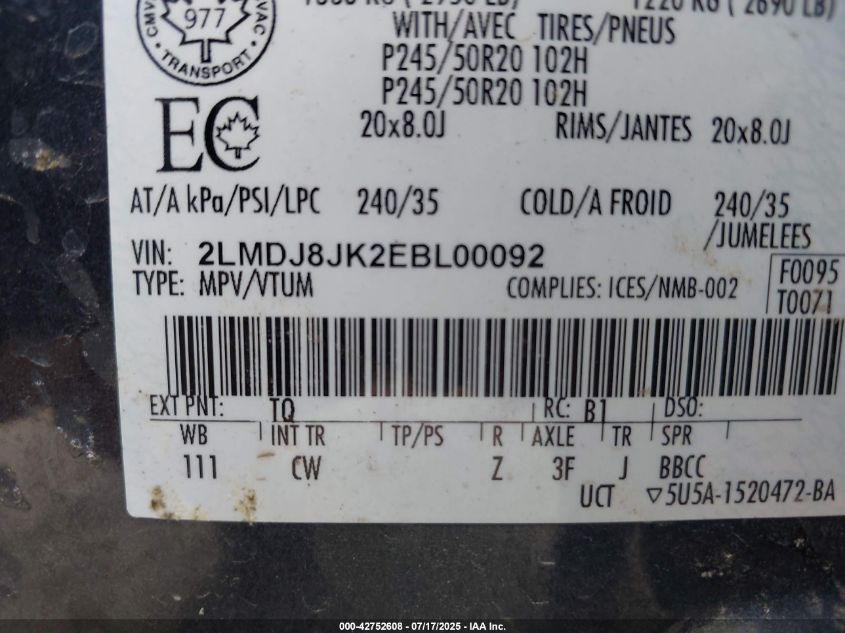 CMV VAC
977
TRANSPORT
WITH/AVEC TIRES/PNEUS
P245/50R20 102H
P245/50R20 102H
EC
20x8.0J RIMS/JANTES 20x8.0J
AT/A kPa/PSI/LPC 240/35 COLD/A FROID 240/35
/JUMELEES
VIN: 2LMDJ8JK2EBL00092
TYPE: MPV/VTUM COMPLIES: ICES/NMB-002
F0095
T0071
EXT PNT: TQ RC: B1 DSO:
WB INT TR TP/PS R AXLE TR SPR
111 CW Z 3F J BBCC
UCT ▽5U5A-1520472-BA
000-42752608 - 07/17/2025 - IAA Inc.